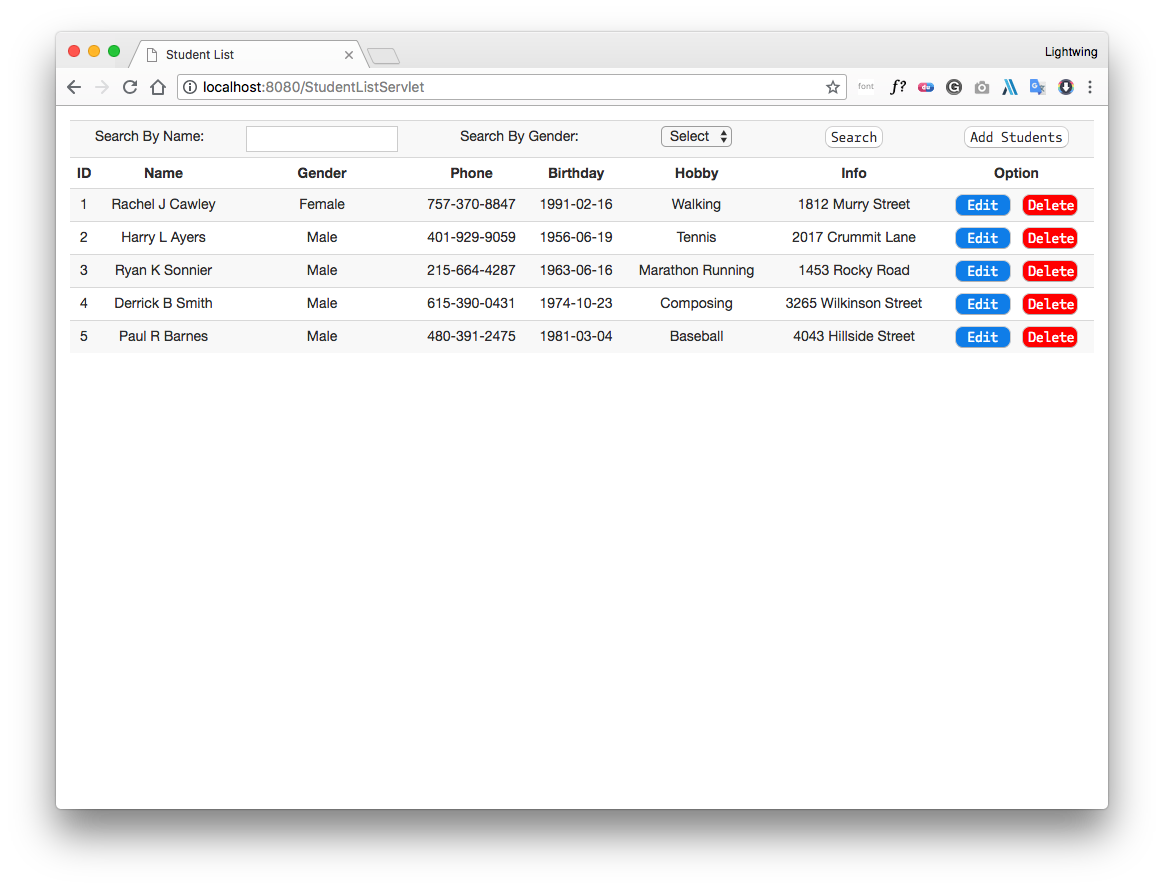 Student List
Lightwing
localhost:8080/StudentListServlet font f? du G
Search By Name: Search By Gender: Select Search Add Students
ID Name Gender Phone Birthday Hobby Info Option
1 Rachel J Cawley Female 757-370-8847 1991-02-16 Walking 1812 Murry Street Edit Delete
2 Harry L Ayers Male 401-929-9059 1956-06-19 Tennis 2017 Crummit Lane Edit Delete
3 Ryan K Sonnier Male 215-664-4287 1963-06-16 Marathon Running 1453 Rocky Road Edit Delete
4 Derrick B Smith Male 615-390-0431 1974-10-23 Composing 3265 Wilkinson Street Edit Delete
5 Paul R Barnes Male 480-391-2475 1981-03-04 Baseball 4043 Hillside Street Edit Delete